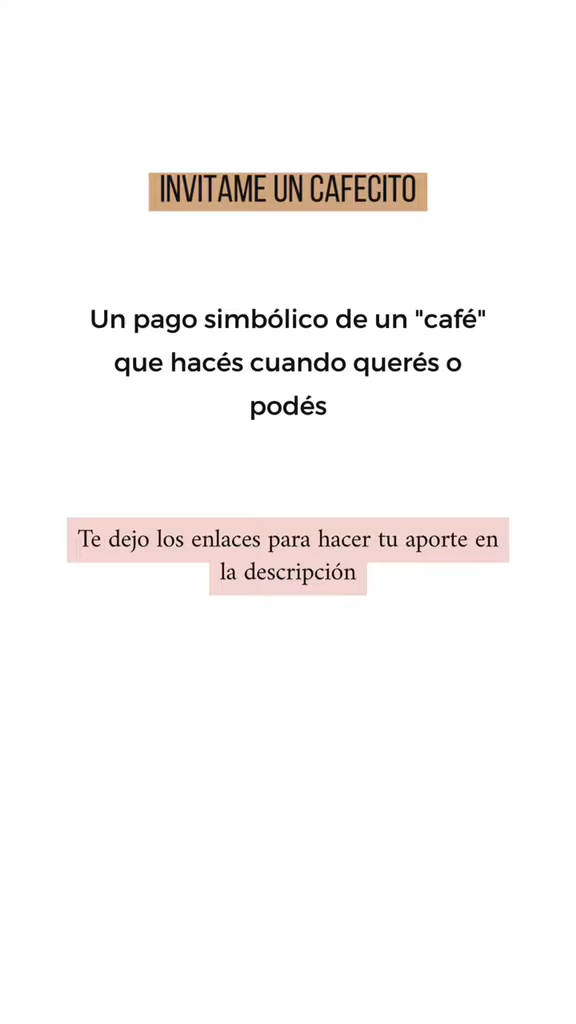 INVITAME UN CAFECITO
Un pago simbólico de un "café"
que hacés cuando querés o
podés
Te dejo los enlaces para hacer tu aporte en
la descripción